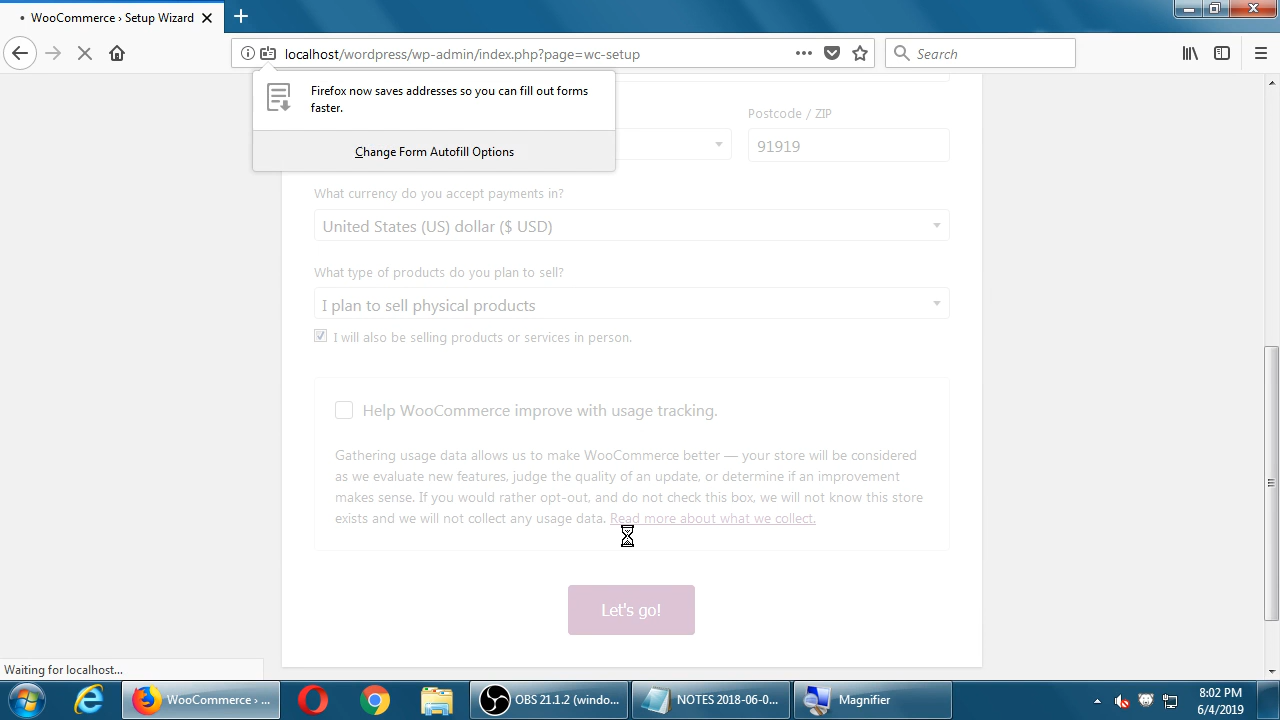 WooCommerce › Setup Wizard
localhost/wordpress/wp-admin/index.php?page=wc-setup
Search
Firefox now saves addresses so you can fill out forms
faster.
Change Form Autofill Options
Postcode / ZIP
91919
What currency do you accept payments in?
United States (US) dollar ($ USD)
What type of products do you plan to sell?
I plan to sell physical products
I will also be selling products or services in person.
Help WooCommerce improve with usage tracking.
Gathering usage data allows us to make WooCommerce better — your store will be considered
as we evaluate new features, judge the quality of an update, or determine if an improvement
makes sense. If you would rather opt-out, and do not check this box, we will not know this store
exists and we will not collect any usage data. Read more about what we collect.
Let's go!
Waiting for localhost...
WooCommerce › ...
OBS 21.1.2 (windo...
NOTES 2018-06-0...
Magnifier
8:02 PM
6/4/2019